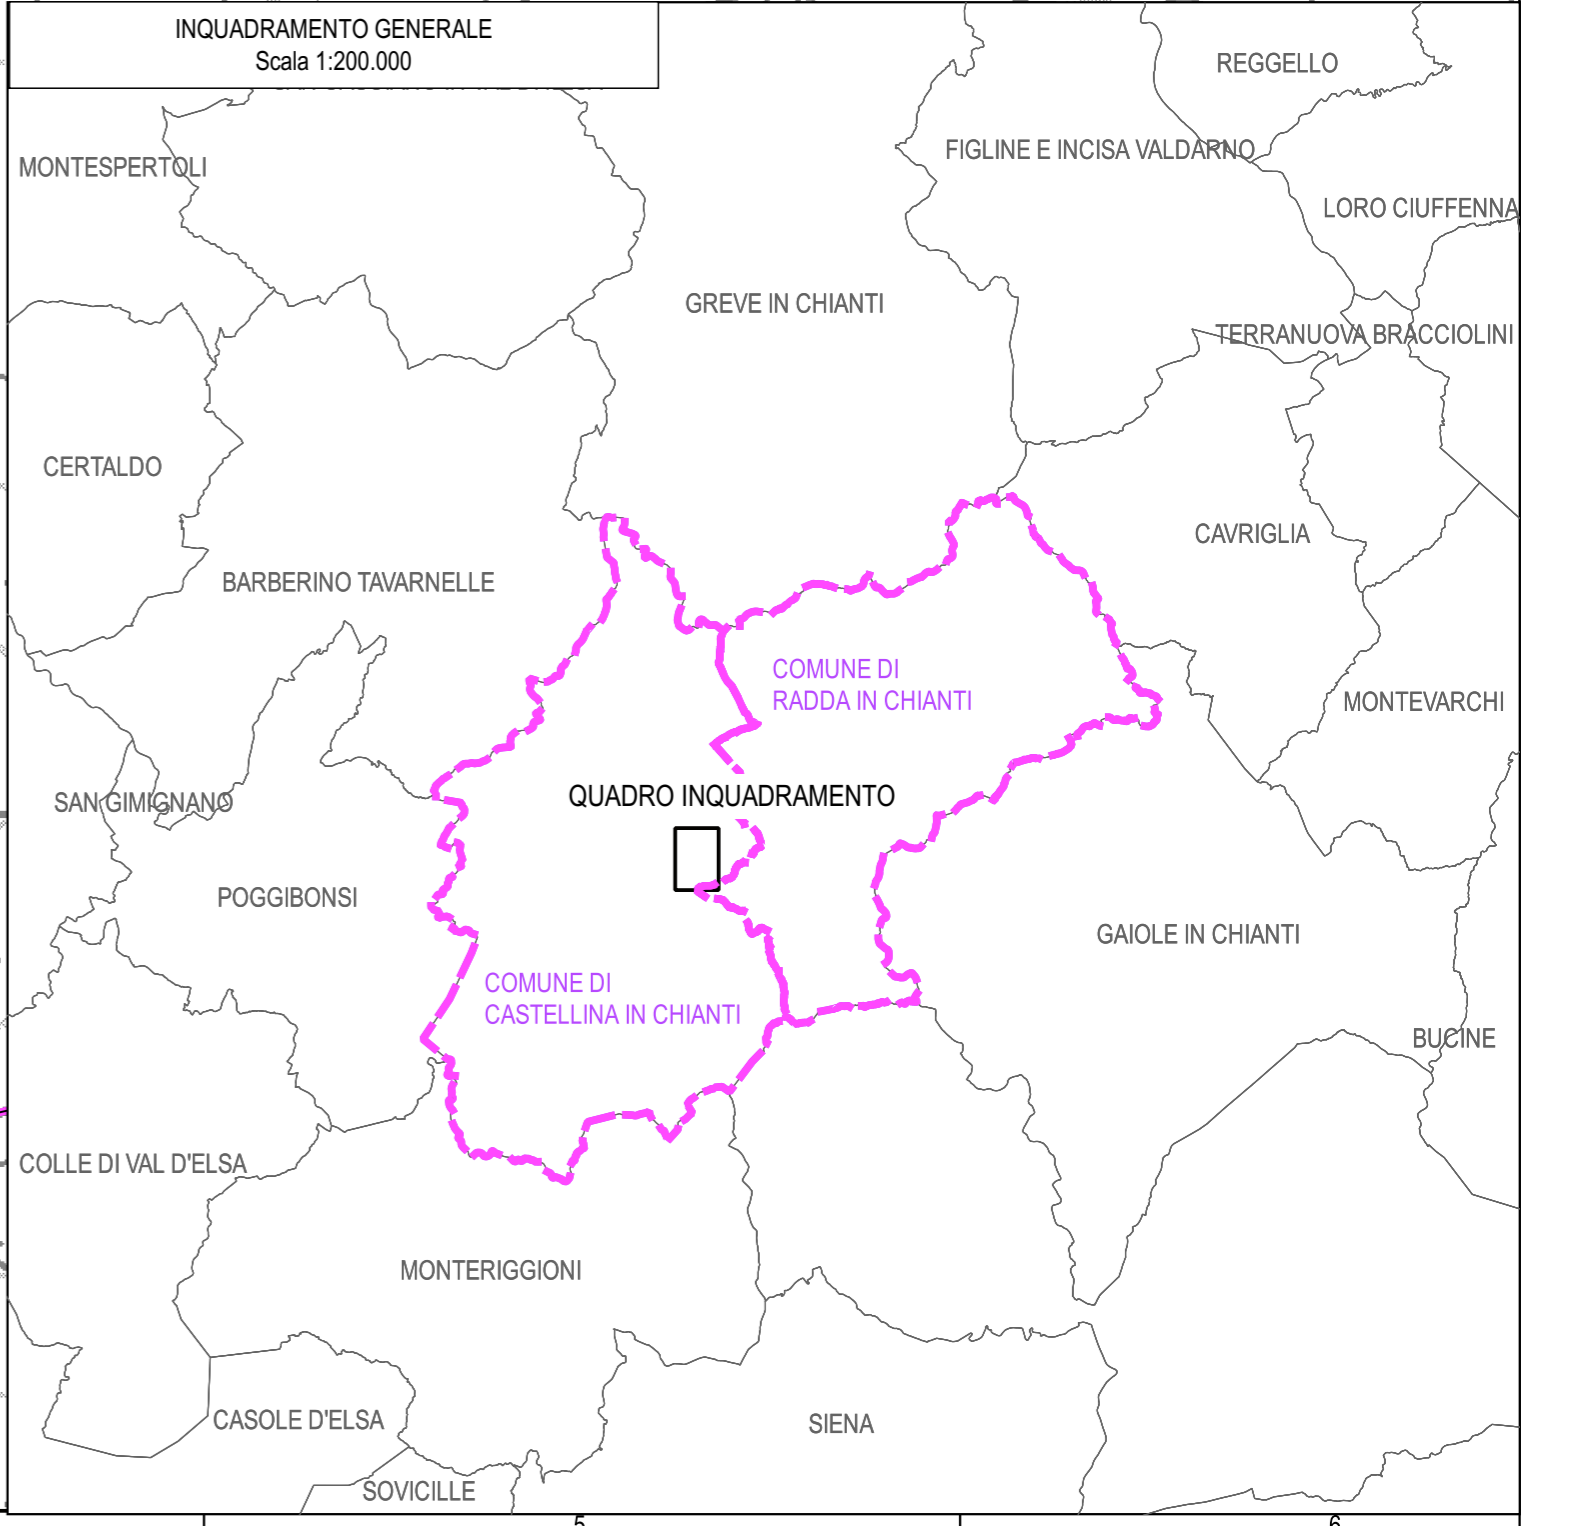 INQUADRAMENTO GENERALE
Scala 1:200.000
REGGELLO
FIGLINE E INCISA VALDARNO
MONTESPERTOLI
LORO CIUFFENNA
GREVE IN CHIANTI
TERRANUOVA BRACCIOLINI
CERTALDO
CAVRIGLIA
BARBERINO TAVARNELLE
COMUNE DI
RADDA IN CHIANTI
MONTEVARCHI
SAN GIMIGNANO
QUADRO INQUADRAMENTO
POGGIBONSI
GAIOLE IN CHIANTI
COMUNE DI
CASTELLINA IN CHIANTI
BUCINE
COLLE DI VAL D'ELSA
MONTERIGGIONI
CASOLE D'ELSA
SIENA
SOVICILLE